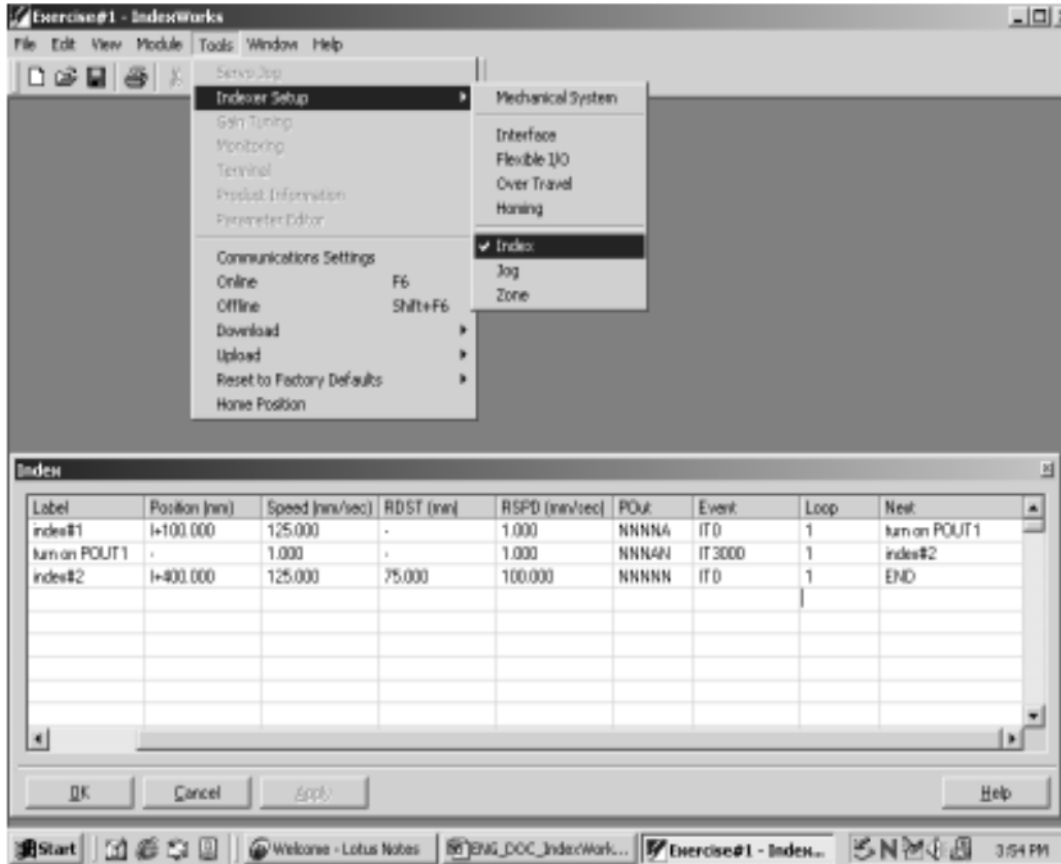 Exercise#1 - IndexWorks
File Edit View Module Tools Window Help
Servo Jog
Indexer Setup
Gain Tuning
Monitoring
Terminal
Product Information
Parameter Editor
Communications Settings
Online F6
Offline Shift+F6
Download
Upload
Reset to Factory Defaults
Home Position
Mechanical System
Interface
Flexible I/O
Over Travel
Homing
Index
Jog
Zone
Index
Label Position (mm) Speed (mm/sec) RDST (mm) RSPD (mm/sec) POut Event Loop Next
index#1 I+100.000 125.000 - 1.000 NNNNA IT0 1 turn on POUT1
turn on POUT1 - 1.000 - 1.000 NNNAN IT3000 1 index#2
index#2 I+400.000 125.000 75.000 100.000 NNNNN IT0 1 END
OK Cancel Apply Help
Start Welcome - Lotus Notes ENG_DOC_IndexWork... Exercise#1 - Index... 3:54 PM